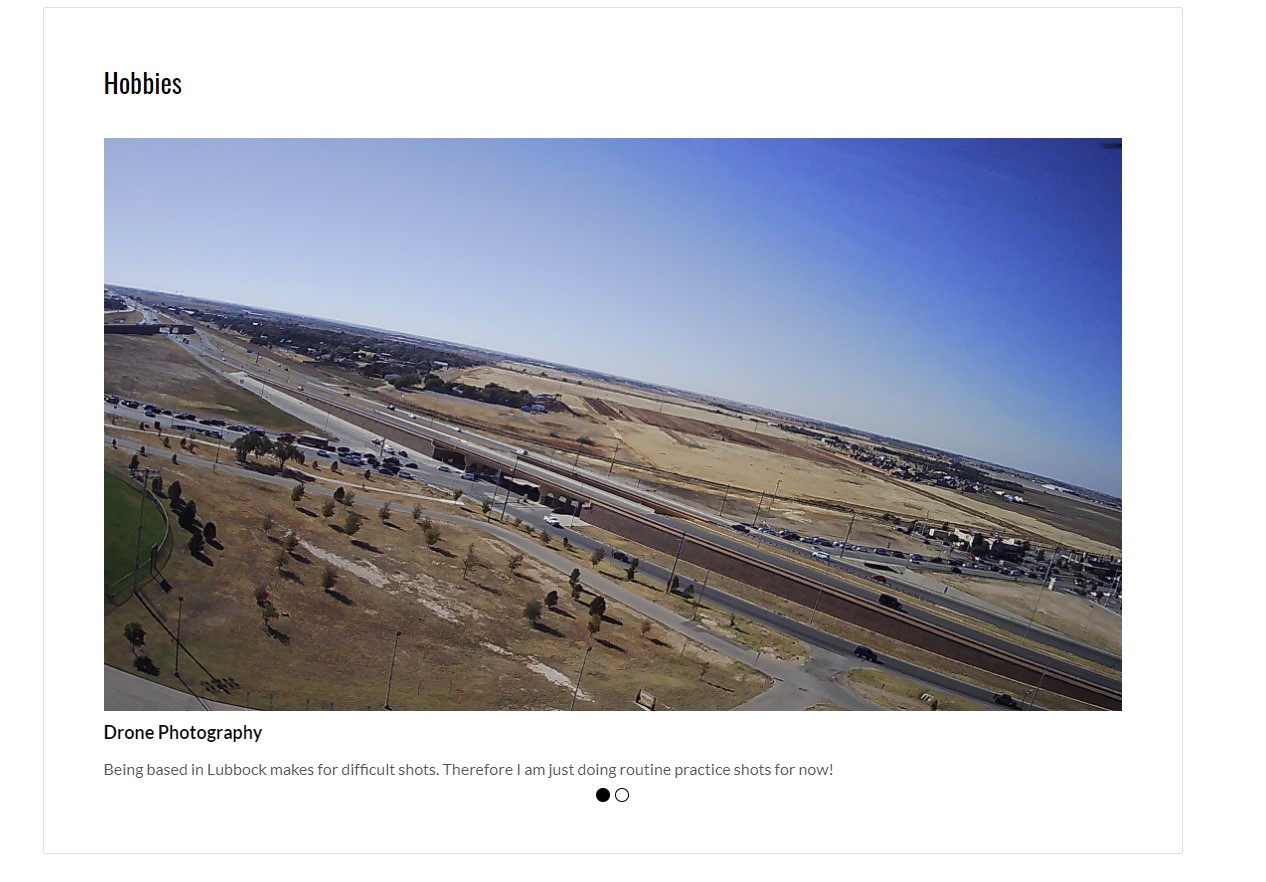 Hobbies
Drone Photography
Being based in Lubbock makes for difficult shots. Therefore I am just doing routine practice shots for now!